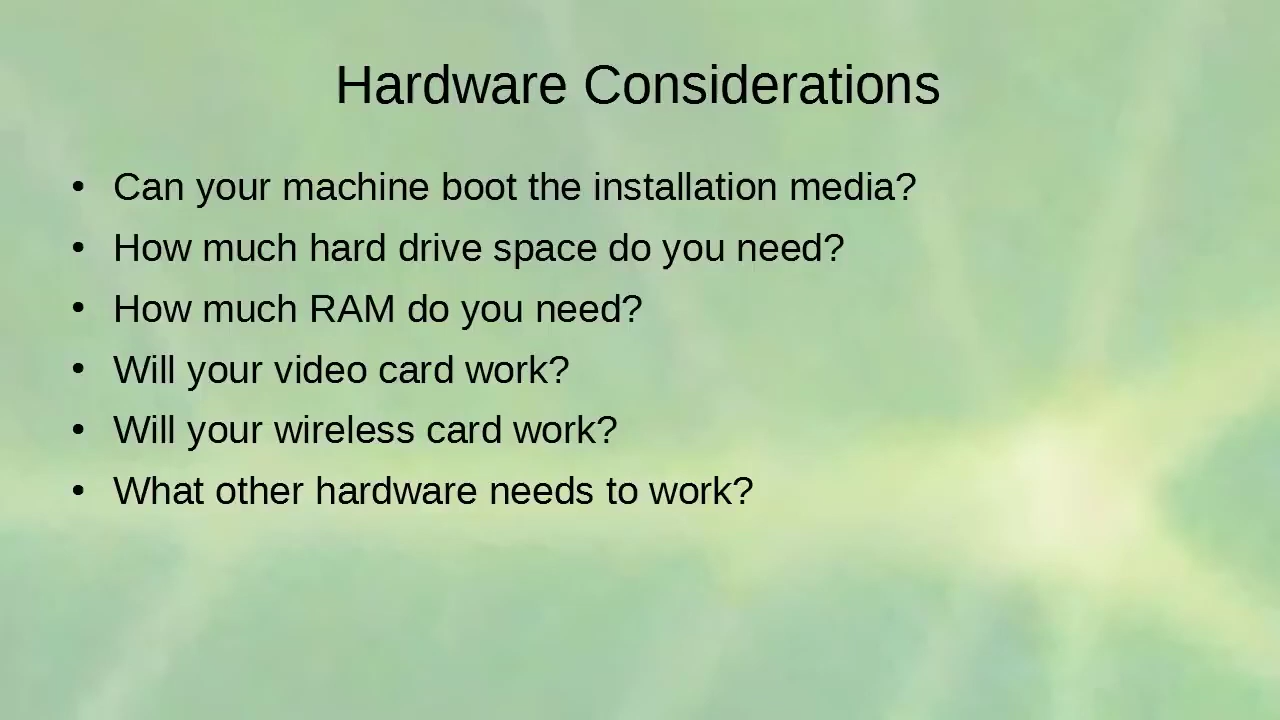 Hardware Considerations
• Can your machine boot the installation media?
• How much hard drive space do you need?
• How much RAM do you need?
• Will your video card work?
• Will your wireless card work?
• What other hardware needs to work?